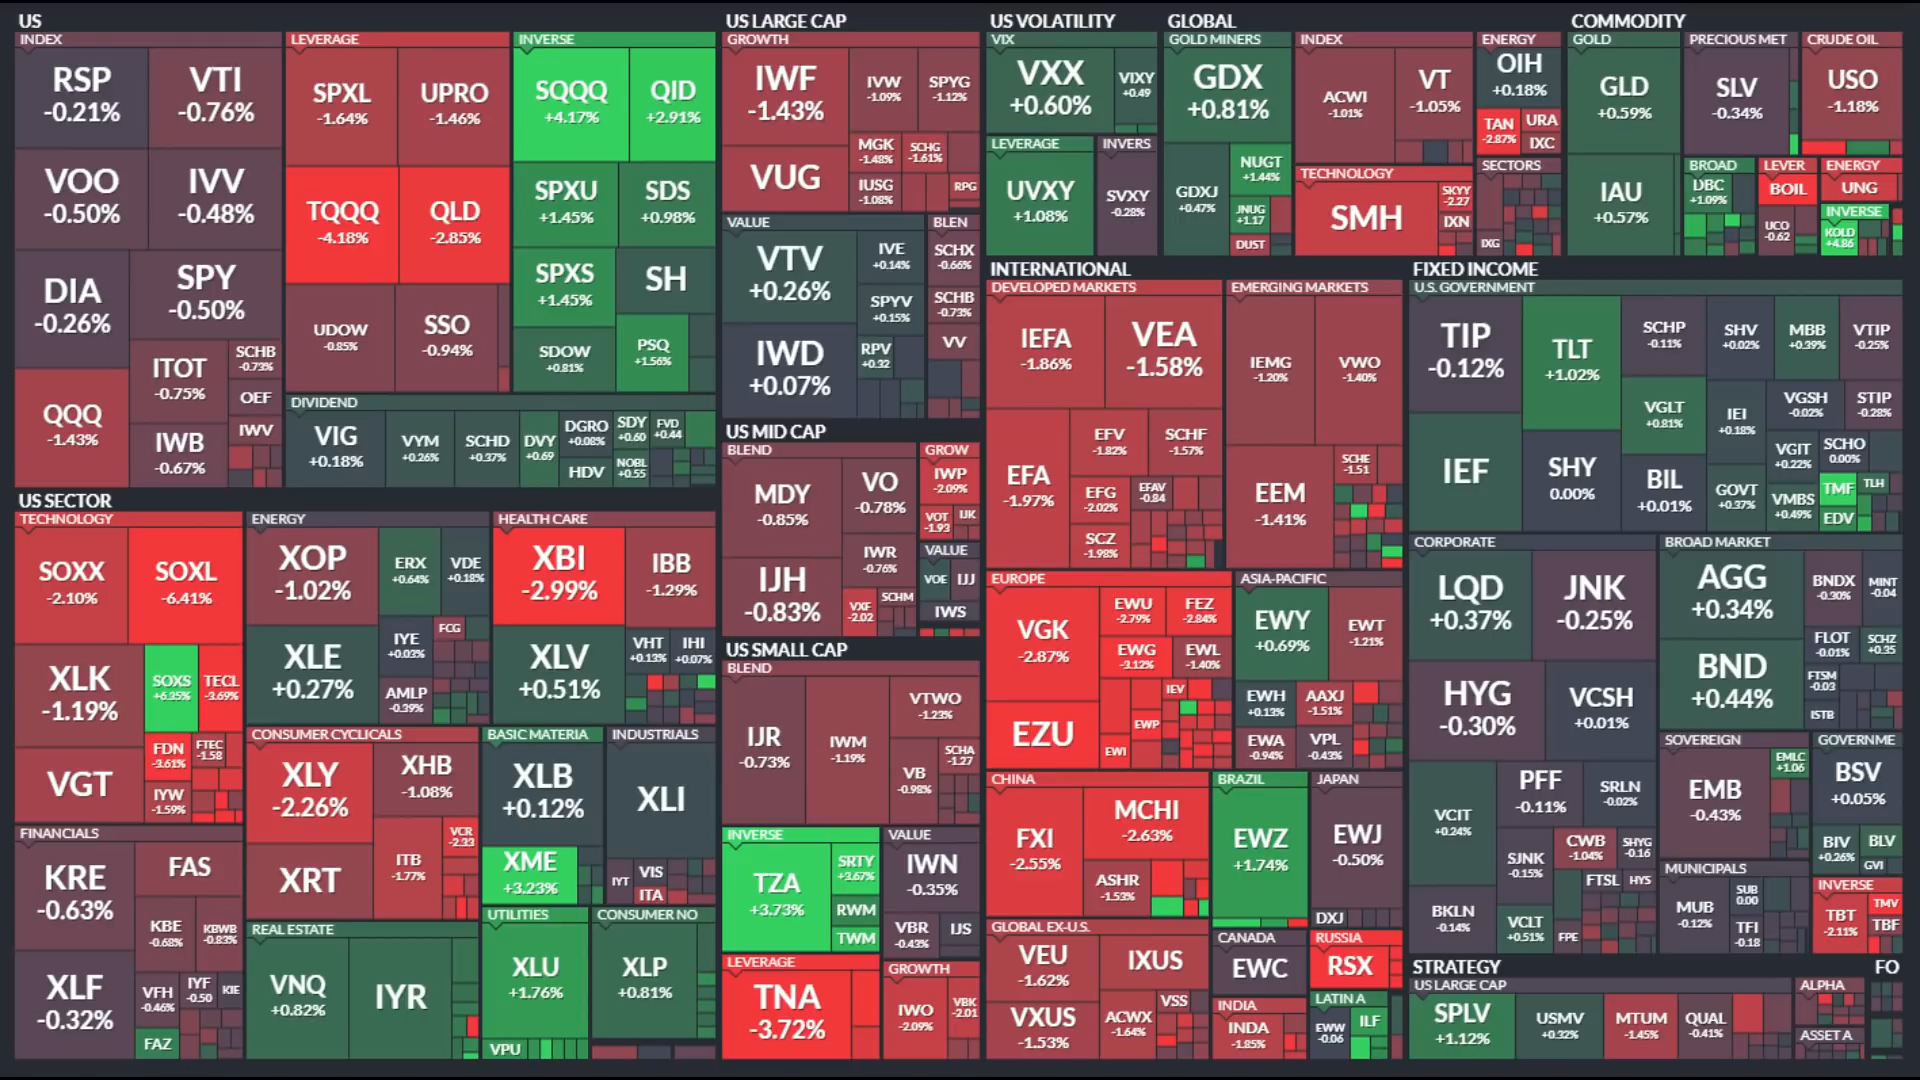 US
INDEX
RSP
-0.21%
VTI
-0.76%
VOO
-0.50%
IVV
-0.48%
DIA
-0.26%
SPY
-0.50%
QQQ
-1.43%
ITOT
-0.75%
SCHB
-0.73%
OEF
IWB
-0.67%
IWV
LEVERAGE
SPXL
-1.64%
UPRO
-1.46%
TQQQ
-4.18%
QLD
-2.85%
UDOW
-0.85%
SSO
-0.94%
INVERSE
SQQQ
+4.17%
QID
+2.91%
SPXU
+1.45%
SDS
+0.98%
SPXS
+1.45%
SH
SDOW
+0.81%
PSQ
+1.56%
DIVIDEND
VIG
+0.18%
VYM
+0.26%
SCHD
+0.37%
DVY
+0.69
DGRO
+0.08%
HDV
SDY
+0.60
NOBL
+0.55
FVD
+0.44
US SECTOR
TECHNOLOGY
SOXX
-2.10%
SOXL
-6.41%
XLK
-1.19%
SOXS
+6.35%
TECL
-3.69%
VGT
FDN
-3.61%
FTEC
-1.58
IYW
-1.59%
ENERGY
XOP
-1.02%
ERX
+0.64%
VDE
+0.18%
XLE
+0.27%
IYE
+0.03%
FCG
AMLP
-0.39%
HEALTH CARE
XBI
-2.99%
IBB
-1.29%
XLV
+0.51%
VHT
+0.13%
IHI
+0.07%
FINANCIALS
KRE
-0.63%
FAS
KBE
-0.68%
KBWB
-0.83%
XLF
-0.32%
VFH
-0.46%
IYF
-0.50
KIE
FAZ
CONSUMER CYCLICALS
XLY
-2.26%
XHB
-1.08%
XRT
ITB
-1.77%
VCR
-2.33
BASIC MATERIA
XLB
+0.12%
XME
+3.23%
INDUSTRIALS
XLI
IYT
VIS
ITA
REAL ESTATE
VNQ
+0.82%
IYR
UTILITIES
XLU
+1.76%
VPU
CONSUMER NO
XLP
+0.81%
US LARGE CAP
GROWTH
IWF
-1.43%
IVW
-1.09%
SPYG
-1.12%
VUG
MGK
-1.48%
SCHG
-1.61%
IUSG
-1.08%
RPG
VALUE
VTV
+0.26%
IVE
+0.14%
SPYV
+0.15%
IWD
+0.07%
RPV
+0.32
BLEN
SCHX
-0.66%
SCHB
-0.73%
VV
US MID CAP
BLEND
MDY
-0.85%
VO
-0.78%
IJH
-0.83%
IWR
-0.76%
VXF
-2.02
SCHM
GROW
IWP
-2.09%
VOT
-1.93
IJK
VALUE
VOE
IJJ
IWS
US SMALL CAP
BLEND
IJR
-0.73%
IWM
-1.19%
VTWO
-1.23%
VB
-0.98%
SCHA
-1.27
INVERSE
TZA
+3.73%
SRTY
+3.67%
RWM
TWM
VALUE
IWN
-0.35%
VBR
-0.43%
IJS
LEVERAGE
TNA
-3.72%
GROWTH
IWO
-2.09%
VBK
-2.01
US VOLATILITY
VIX
VXX
+0.60%
VIXY
+0.49
LEVERAGE
UVXY
+1.08%
INVERS
SVXY
-0.28%
GLOBAL
GOLD MINERS
GDX
+0.81%
GDXJ
+0.47%
NUGT
+1.44%
JNUG
+1.17
DUST
INDEX
ACWI
-1.01%
VT
-1.05%
TECHNOLOGY
SMH
SKYY
-2.27
IXN
ENERGY
OIH
+0.18%
TAN
-2.87%
URA
IXC
SECTORS
IXG
COMMODITY
GOLD
GLD
+0.59%
IAU
+0.57%
PRECIOUS MET
SLV
-0.34%
CRUDE OIL
USO
-1.18%
BROAD
DBC
+1.09%
LEVER
BOIL
UCO
-0.62
ENERGY
UNG
INVERSE
KOLD
+4.86
INTERNATIONAL
DEVELOPED MARKETS
IEFA
-1.86%
VEA
-1.58%
EFA
-1.97%
EFV
-1.82%
SCHF
-1.57%
EFG
-2.02%
EFAV
-0.84
SCZ
-1.98%
EMERGING MARKETS
IEMG
-1.20%
VWO
-1.40%
EEM
-1.41%
SCHE
-1.51
EUROPE
VGK
-2.87%
EWU
-2.79%
FEZ
-2.84%
EWG
-3.12%
EWL
-1.40%
EZU
IEV
EWP
EWI
ASIA-PACIFIC
EWY
+0.69%
EWT
-1.21%
EWH
+0.13%
AAXJ
-1.51%
EWA
-0.94%
VPL
-0.43%
CHINA
FXI
-2.55%
MCHI
-2.63%
ASHR
-1.53%
BRAZIL
EWZ
+1.74%
JAPAN
EWJ
-0.50%
DXJ
GLOBAL EX-U.S.
VEU
-1.62%
IXUS
VXUS
-1.53%
ACWX
-1.64%
VSS
CANADA
EWC
RUSSIA
RSX
INDIA
INDA
-1.85%
LATIN A
EWW
-0.06
ILF
FIXED INCOME
U.S. GOVERNMENT
TIP
-0.12%
TLT
+1.02%
SCHP
-0.11%
SHV
+0.02%
MBB
+0.39%
VTIP
-0.25%
IEF
SHY
0.00%
VGLT
+0.81%
IEI
+0.18%
VGSH
-0.02%
STIP
-0.28%
BIL
+0.01%
GOVT
+0.37%
VGIT
+0.22%
SCHO
0.00%
VMBS
+0.49%
TMF
TLH
EDV
CORPORATE
LQD
+0.37%
JNK
-0.25%
HYG
-0.30%
VCSH
+0.01%
VCIT
+0.24%
PFF
-0.11%
SRLN
-0.02%
SJNK
-0.15%
CWB
-1.04%
SHYG
-0.16
FTSL
HYS
BKLN
-0.14%
VCLT
+0.51%
FPE
BROAD MARKET
AGG
+0.34%
BND
+0.44%
BNDX
-0.30%
MINT
-0.04
FLOT
-0.01%
SCHZ
+0.35
FTSM
-0.03
ISTB
SOVEREIGN
EMB
-0.43%
EMLC
+1.06
GOVERNME
BSV
+0.05%
BIV
+0.26%
BLV
GVI
MUNICIPALS
MUB
-0.12%
SUB
0.00
TFI
-0.18
INVERSE
TBT
-2.11%
TMV
TBF
STRATEGY
US LARGE CAP
SPLV
+1.12%
USMV
+0.32%
MTUM
-1.45%
QUAL
-0.41%
ALPHA
ASSET A
FO